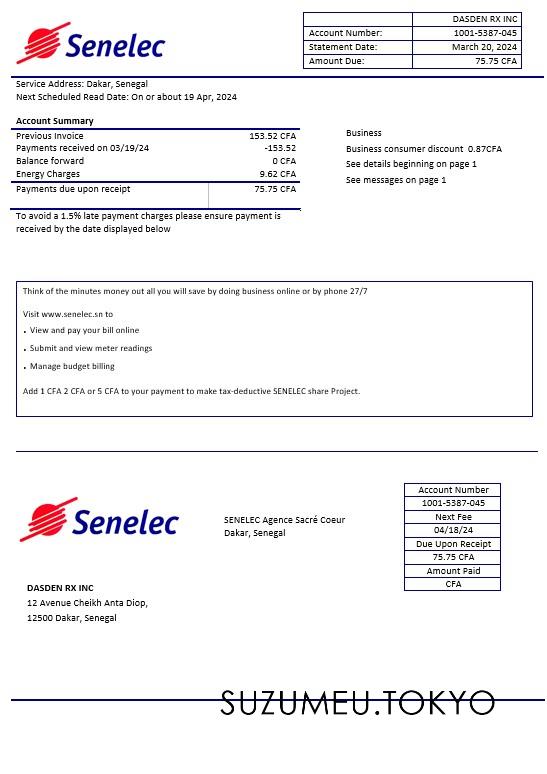 Senelec
DASDEN RX INC
Account Number: 1001-5387-045
Statement Date: March 20, 2024
Amount Due: 75.75 CFA
Service Address: Dakar, Senegal
Next Scheduled Read Date: On or about 19 Apr, 2024
Account Summary
Previous Invoice 153.52 CFA
Payments received on 03/19/24 -153.52
Balance forward 0 CFA
Energy Charges 9.62 CFA
Payments due upon receipt 75.75 CFA
Business
Business consumer discount 0.87CFA
See details beginning on page 1
See messages on page 1
To avoid a 1.5% late payment charges please ensure payment is
received by the date displayed below
Think of the minutes money out all you will save by doing business online or by phone 27/7
Visit www.senelec.sn to
• View and pay your bill online
• Submit and view meter readings
• Manage budget billing
Add 1 CFA 2 CFA or 5 CFA to your payment to make tax-deductive SENELEC share Project.
Senelec
SENELEC Agence Sacré Coeur
Dakar, Senegal
Account Number
1001-5387-045
Next Fee
04/18/24
Due Upon Receipt
75.75 CFA
Amount Paid
CFA
DASDEN RX INC
12 Avenue Cheikh Anta Diop,
12500 Dakar, Senegal
SUZUMEU.TOKYO